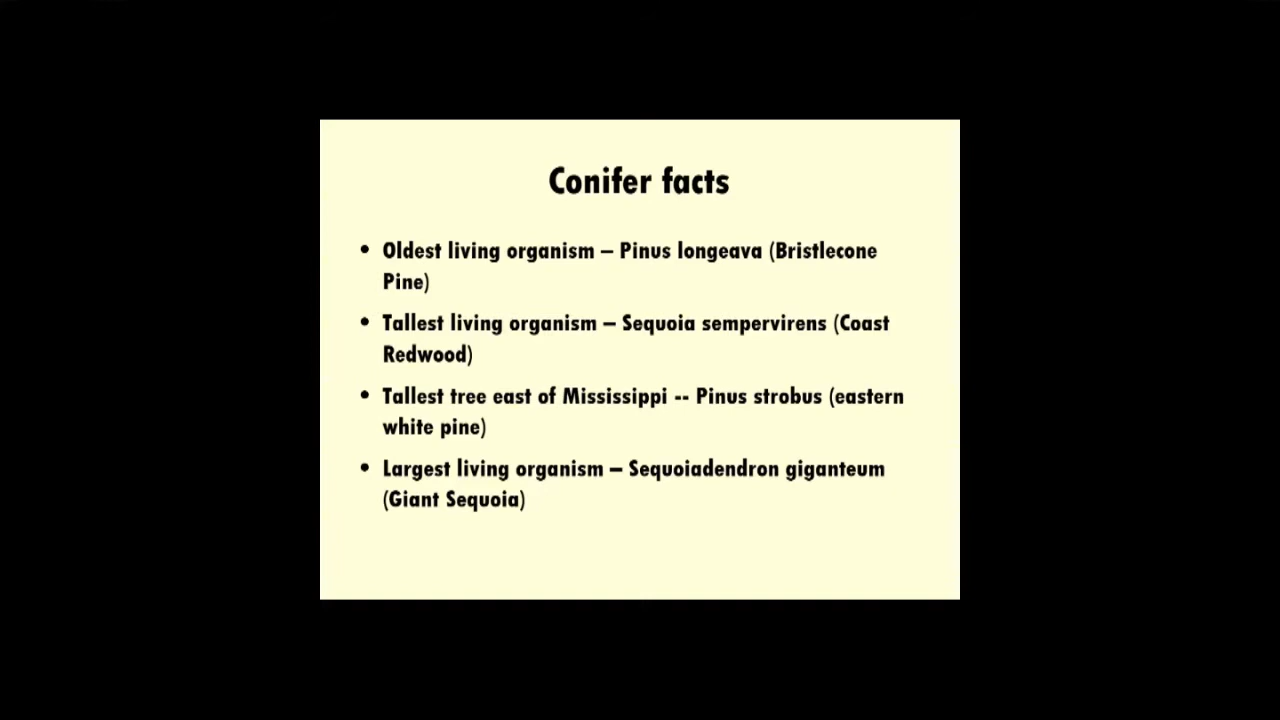 Conifer facts
• Oldest living organism – Pinus longeava (Bristlecone
Pine)
• Tallest living organism – Sequoia sempervirens (Coast
Redwood)
• Tallest tree east of Mississippi -- Pinus strobus (eastern
white pine)
• Largest living organism – Sequoiadendron giganteum
(Giant Sequoia)